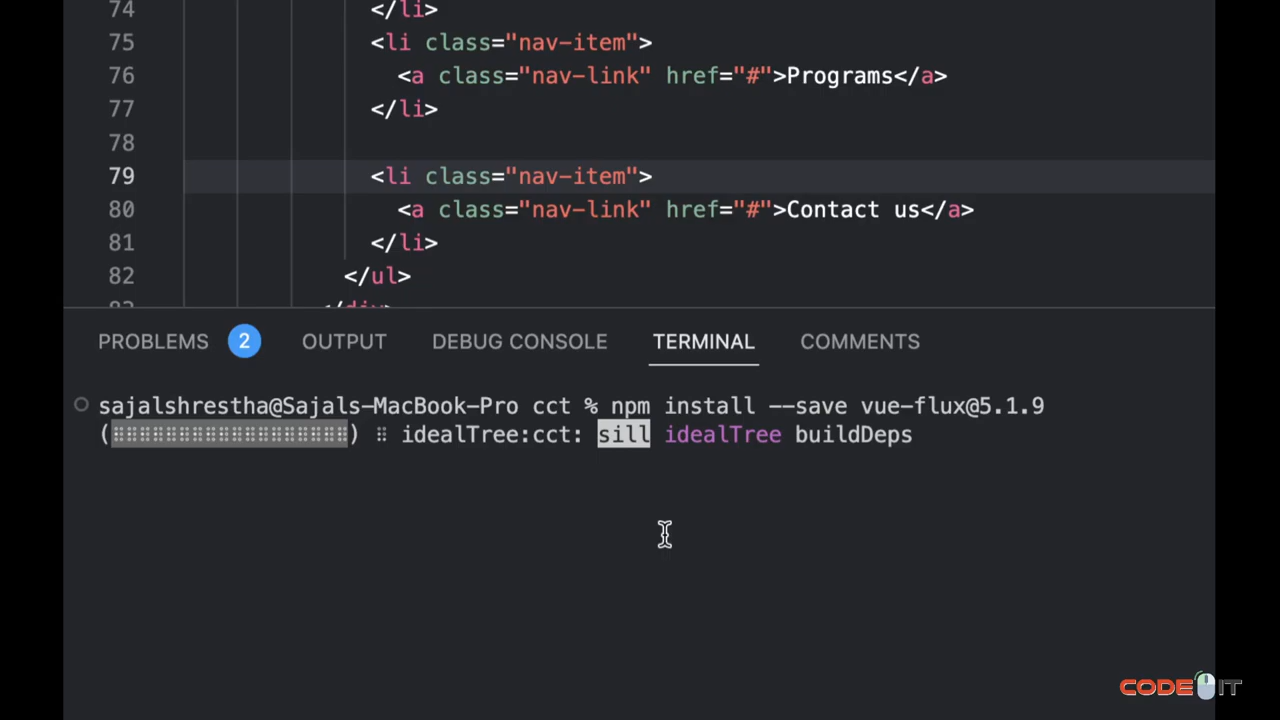 74 </li>
75 <li class="nav-item">
76 <a class="nav-link" href="#">Programs</a>
77 </li>
78
79 <li class="nav-item">
80 <a class="nav-link" href="#">Contact us</a>
81 </li>
82 </ul>
83 </div>
PROBLEMS 2 OUTPUT DEBUG CONSOLE TERMINAL COMMENTS
sajalshrestha@Sajals-MacBook-Pro cct % npm install --save vue-flux@5.1.9
(⠿⠿⠿⠿⠿⠿⠿⠿⠿⠿⠿⠿⠿⠿⠿⠿⠿⠿) ⠿ idealTree:cct: sill idealTree buildDeps
CODE IT